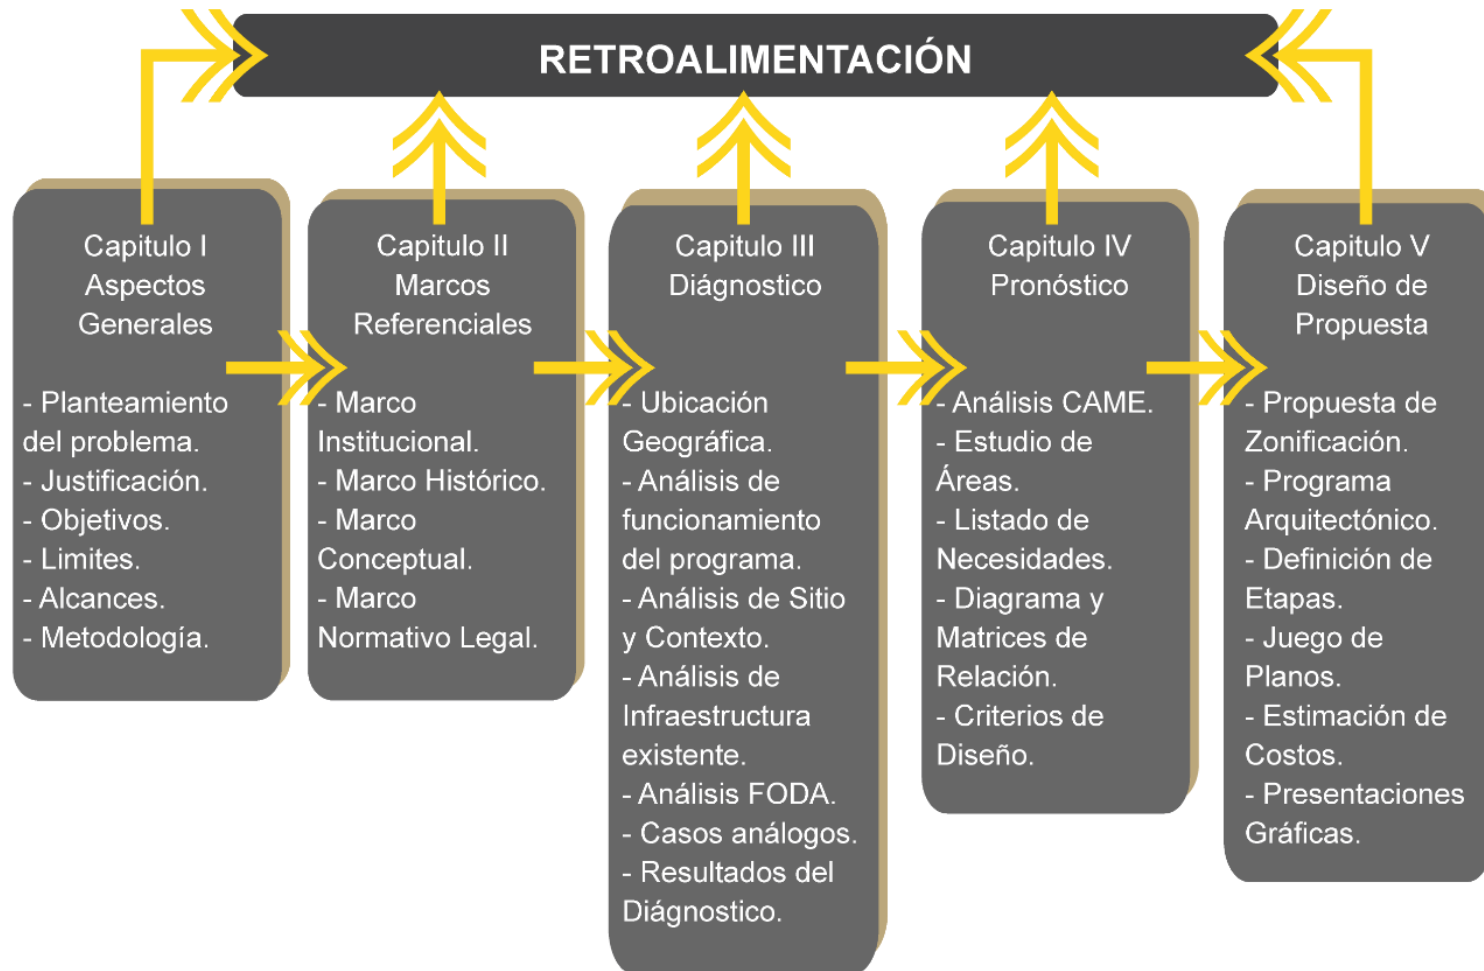 RETROALIMENTACIÓN
Capitulo I
Aspectos
Generales
- Planteamiento
del problema.
- Justificación.
- Objetivos.
- Limites.
- Alcances.
- Metodología.
Capitulo II
Marcos
Referenciales
- Marco
Institucional.
- Marco Histórico.
- Marco
Conceptual.
- Marco
Normativo Legal.
Capitulo III
Diágnostico
- Ubicación
Geográfica.
- Análisis de
funcionamiento
del programa.
- Análisis de Sitio
y Contexto.
- Análisis de
Infraestructura
existente.
- Análisis FODA.
- Casos análogos.
- Resultados del
Diágnostico.
Capitulo IV
Pronóstico
- Análisis CAME.
- Estudio de
Áreas.
- Listado de
Necesidades.
- Diagrama y
Matrices de
Relación.
- Criterios de
Diseño.
Capitulo V
Diseño de
Propuesta
- Propuesta de
Zonificación.
- Programa
Arquitectónico.
- Definición de
Etapas.
- Juego de
Planos.
- Estimación de
Costos.
- Presentaciones
Gráficas.